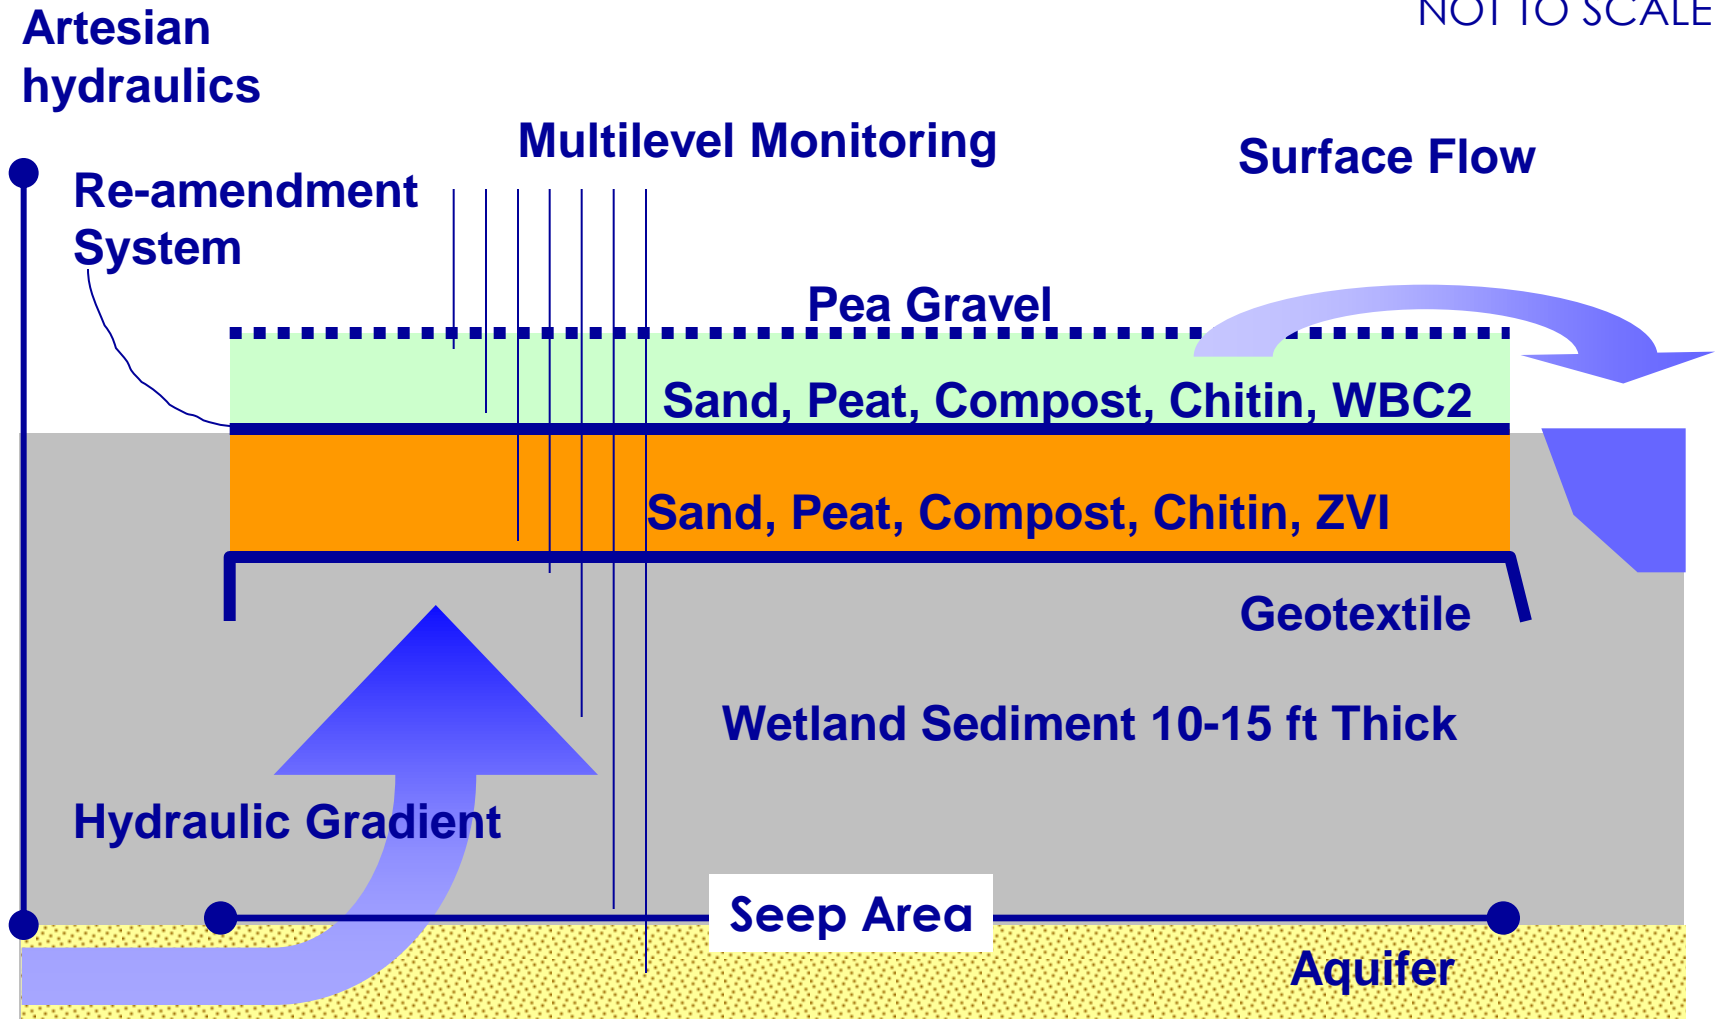 NOT TO SCALE
Artesian
hydraulics
Multilevel Monitoring
Surface Flow
Re-amendment
System
Pea Gravel
Sand, Peat, Compost, Chitin, WBC2
Sand, Peat, Compost, Chitin, ZVI
Geotextile
Wetland Sediment 10-15 ft Thick
Hydraulic Gradient
Seep Area
Aquifer